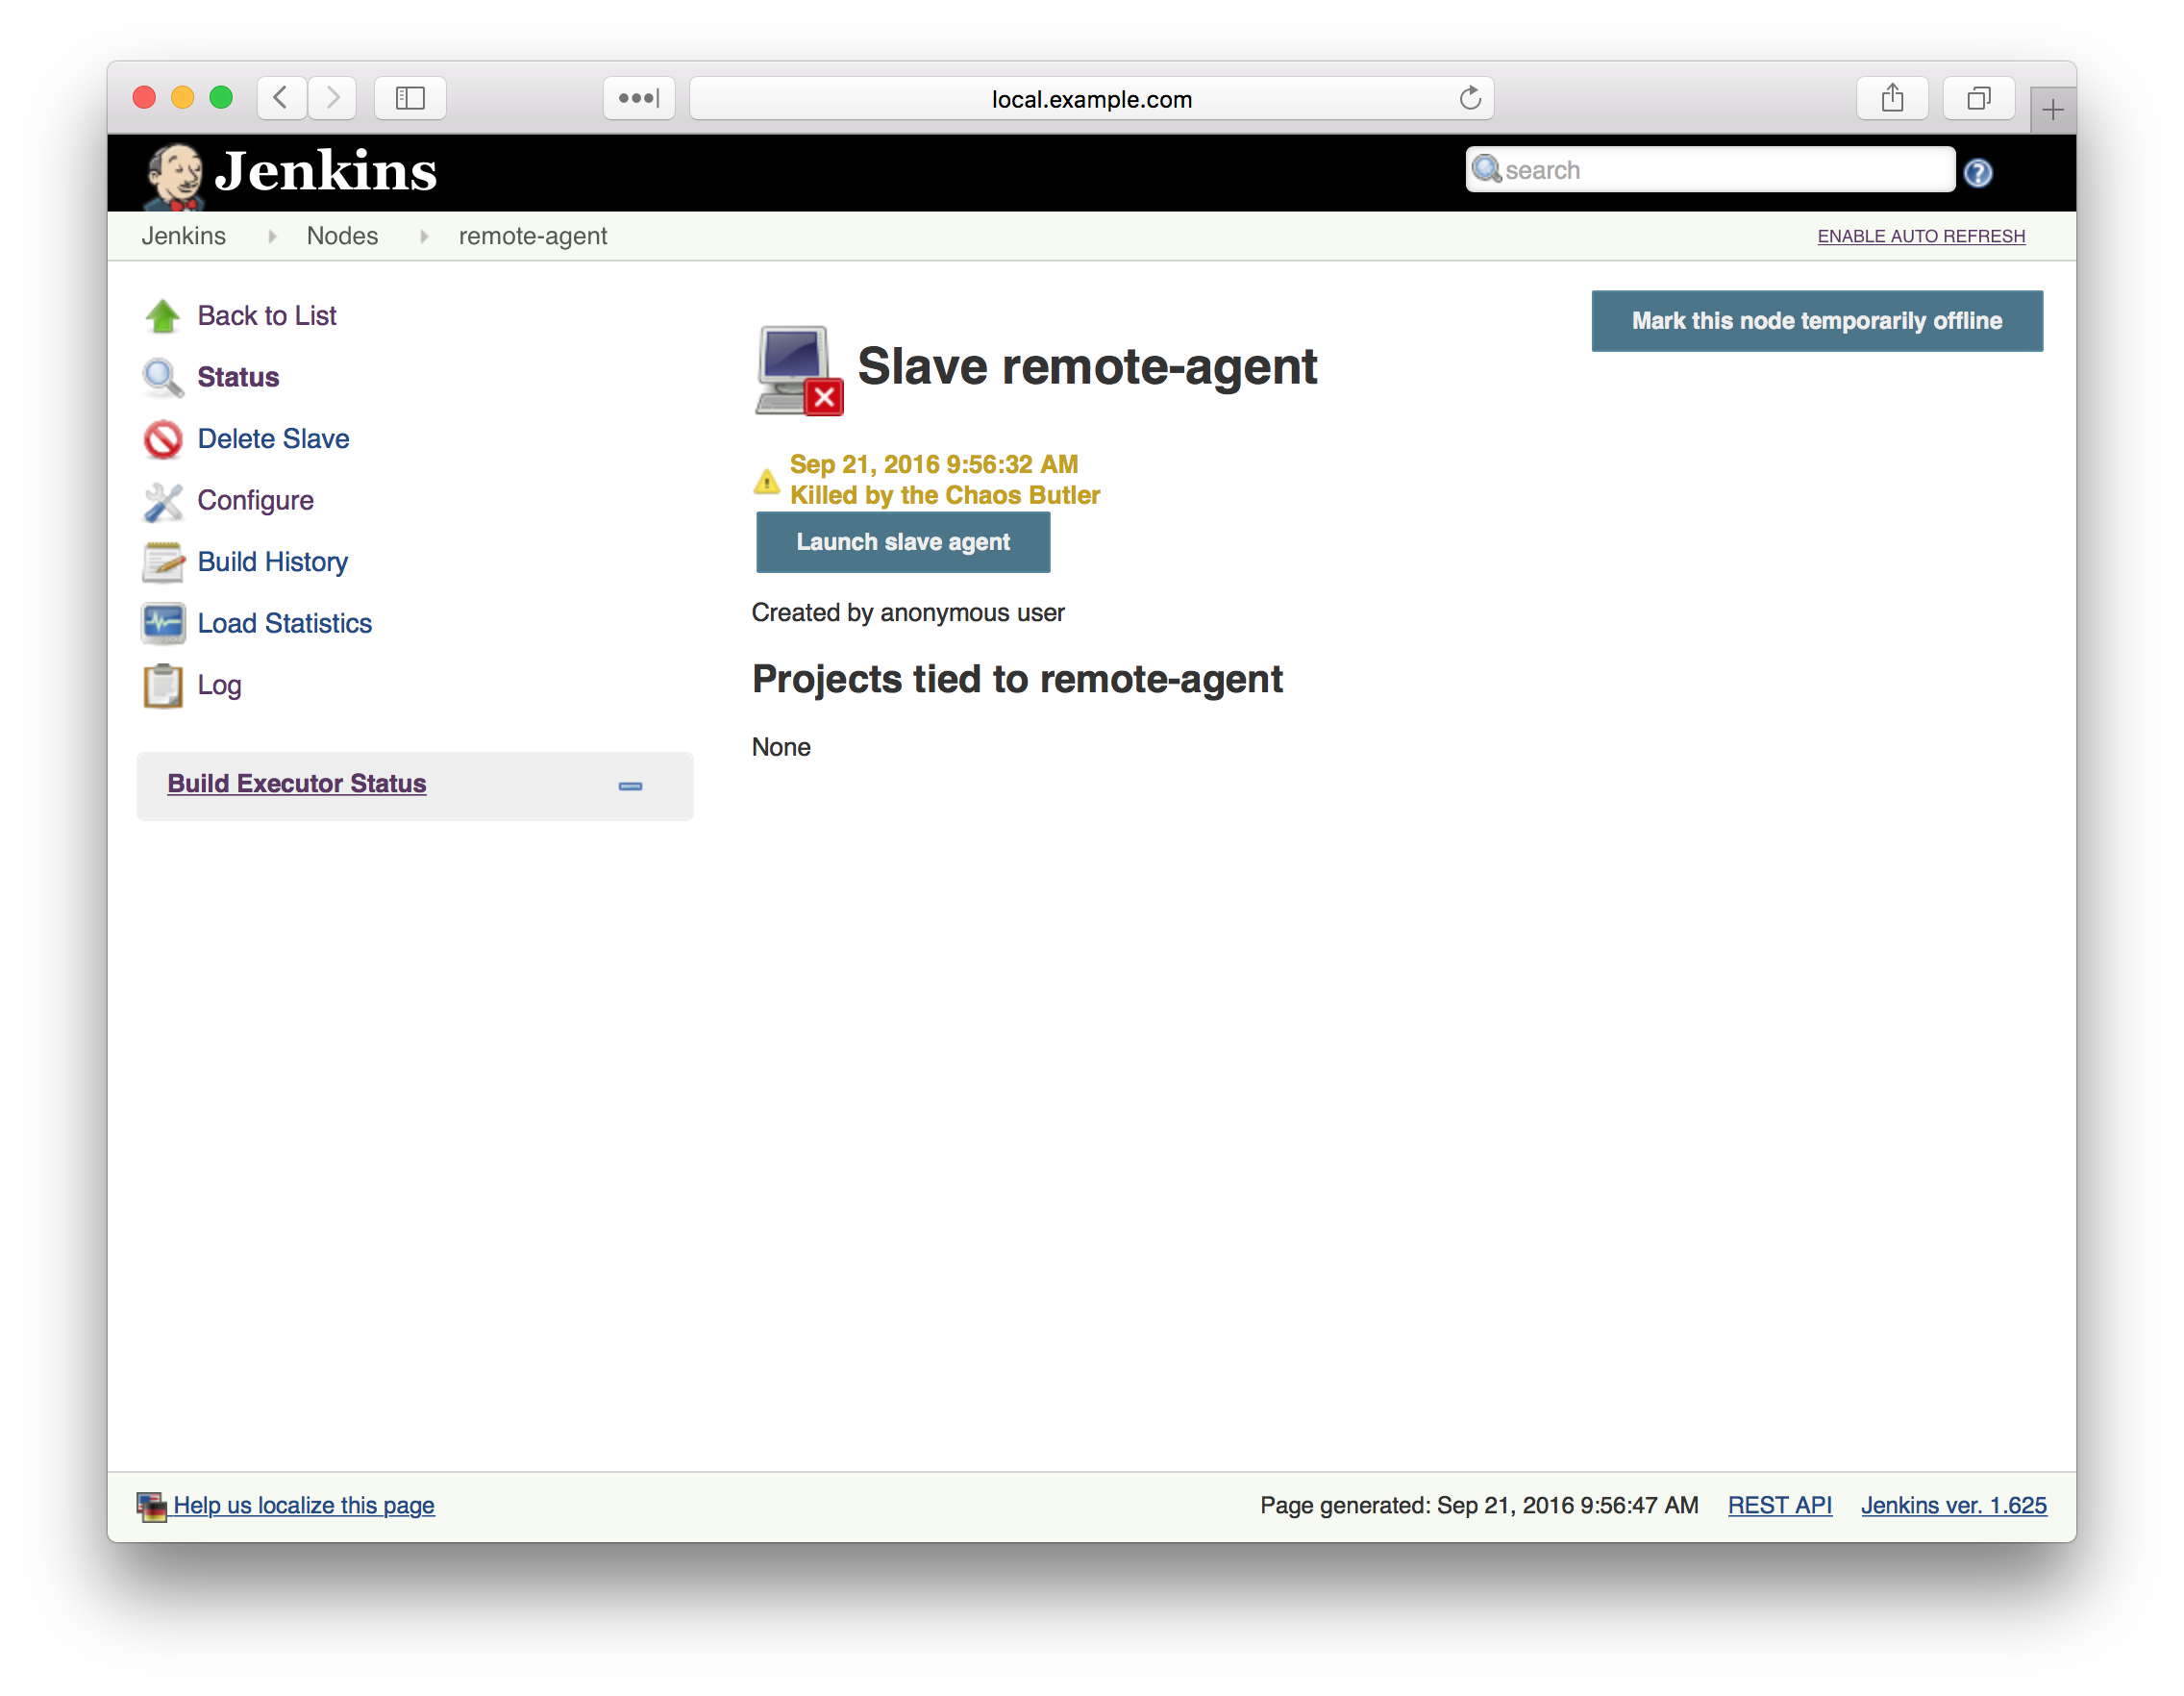 local.example.com
Jenkins
search
Jenkins Nodes remote-agent
ENABLE AUTO REFRESH
Back to List
Status
Delete Slave
Configure
Build History
Load Statistics
Log
Build Executor Status
Mark this node temporarily offline
Slave remote-agent
Sep 21, 2016 9:56:32 AM
Killed by the Chaos Butler
Launch slave agent
Created by anonymous user
Projects tied to remote-agent
None
Help us localize this page
Page generated: Sep 21, 2016 9:56:47 AM REST API Jenkins ver. 1.625